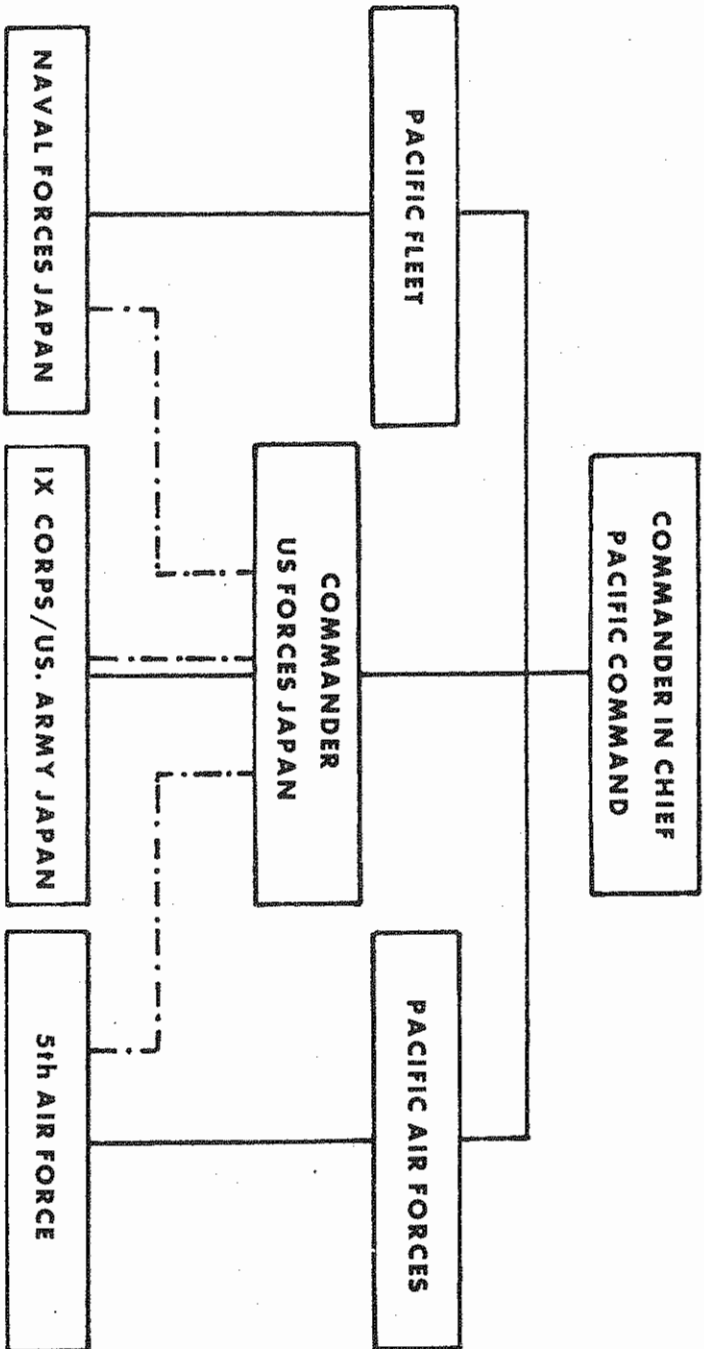 COMMANDER IN CHIEF
PACIFIC COMMAND
PACIFIC FLEET
PACIFIC AIR FORCES
COMMANDER
US FORCES JAPAN
NAVAL FORCES JAPAN
IX CORPS/US. ARMY JAPAN
5th AIR FORCE